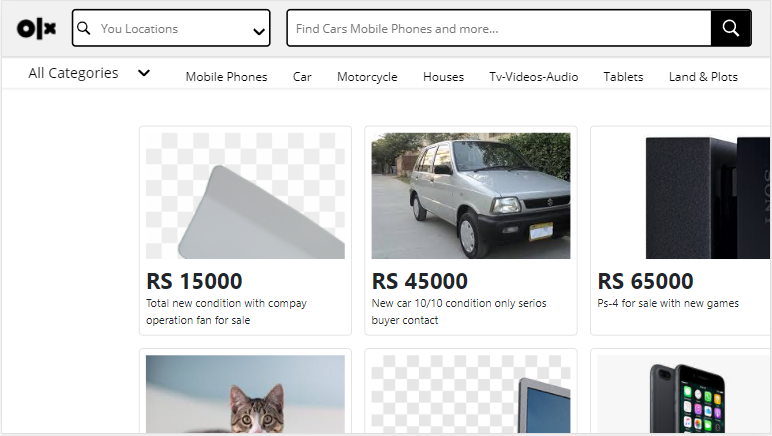 olx
You Locations
Find Cars Mobile Phones and more...
All Categories
Mobile Phones
Car
Motorcycle
Houses
Tv-Videos-Audio
Tablets
Land & Plots
RS 15000
Total new condition with compay
operation fan for sale
RS 45000
New car 10/10 condition only serios
buyer contact
SONY
RS 65000
Ps-4 for sale with new games